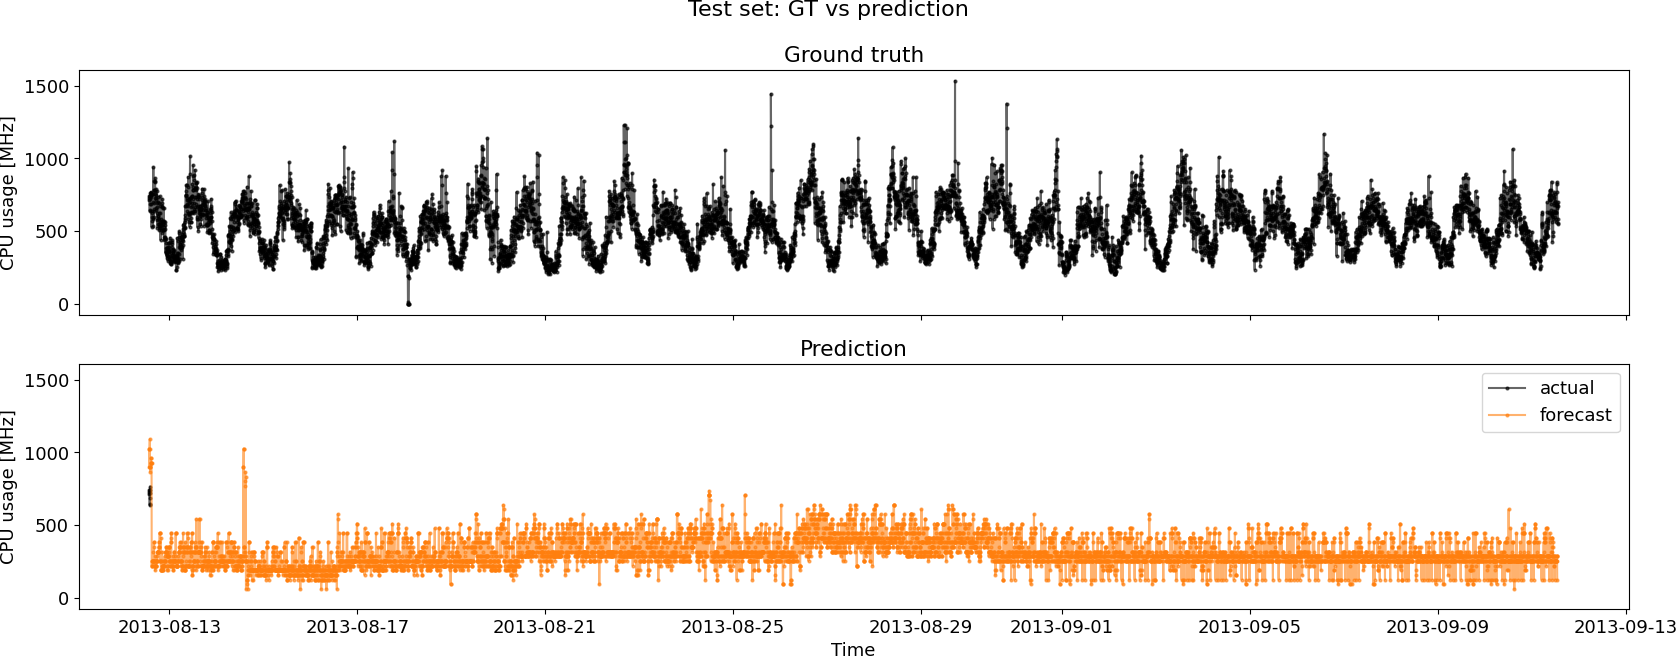 Test set: GT vs prediction
Ground truth
1500
1000
500
0
CPU usage [MHz]
Prediction
1500
1000
500
0
CPU usage [MHz]
actual
forecast
2013-08-13 2013-08-17 2013-08-21 2013-08-25 2013-08-29 2013-09-01 2013-09-05 2013-09-09 2013-09-13
Time